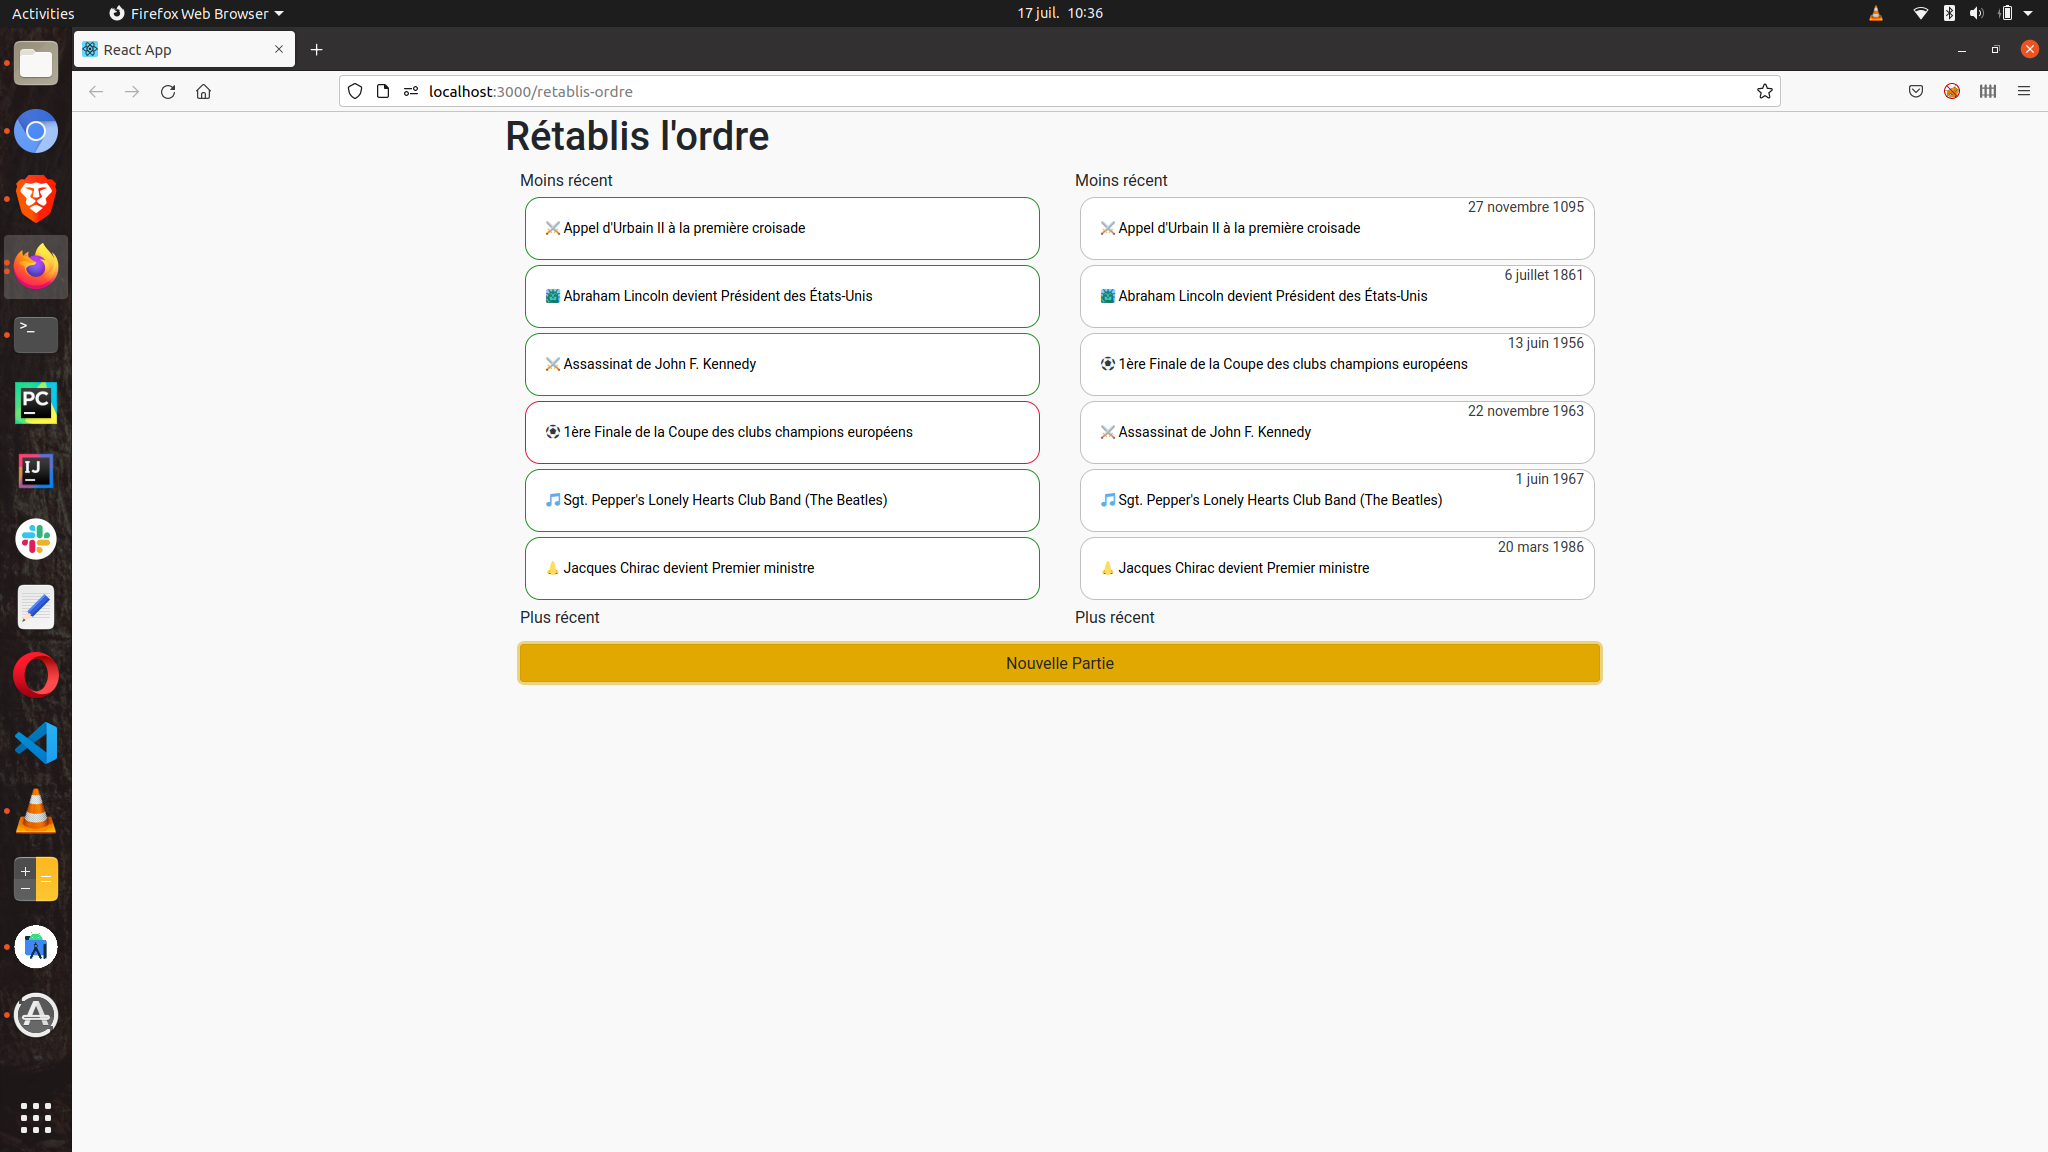 Activities
Firefox Web Browser
17 juil. 10:36
React App
localhost:3000/retablis-ordre
Rétablis l'ordre
Moins récent
Appel d'Urbain II à la première croisade
Abraham Lincoln devient Président des États-Unis
Assassinat de John F. Kennedy
1ère Finale de la Coupe des clubs champions européens
Sgt. Pepper's Lonely Hearts Club Band (The Beatles)
Jacques Chirac devient Premier ministre
Plus récent
Moins récent
27 novembre 1095
Appel d'Urbain II à la première croisade
6 juillet 1861
Abraham Lincoln devient Président des États-Unis
13 juin 1956
1ère Finale de la Coupe des clubs champions européens
22 novembre 1963
Assassinat de John F. Kennedy
1 juin 1967
Sgt. Pepper's Lonely Hearts Club Band (The Beatles)
20 mars 1986
Jacques Chirac devient Premier ministre
Plus récent
Nouvelle Partie
>_
PC
IJ